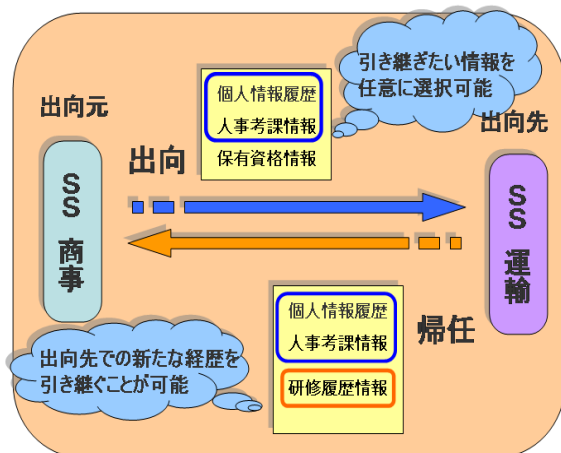 引き継ぎたい情報を
任意に選択可能
個人情報履歴
人事考課情報
保有資格情報
出向元
出向先
出向
SS商事
SS運輸
個人情報履歴
人事考課情報
研修履歴情報
帰任
出向先での新たな経歴を
引き継ぐことが可能